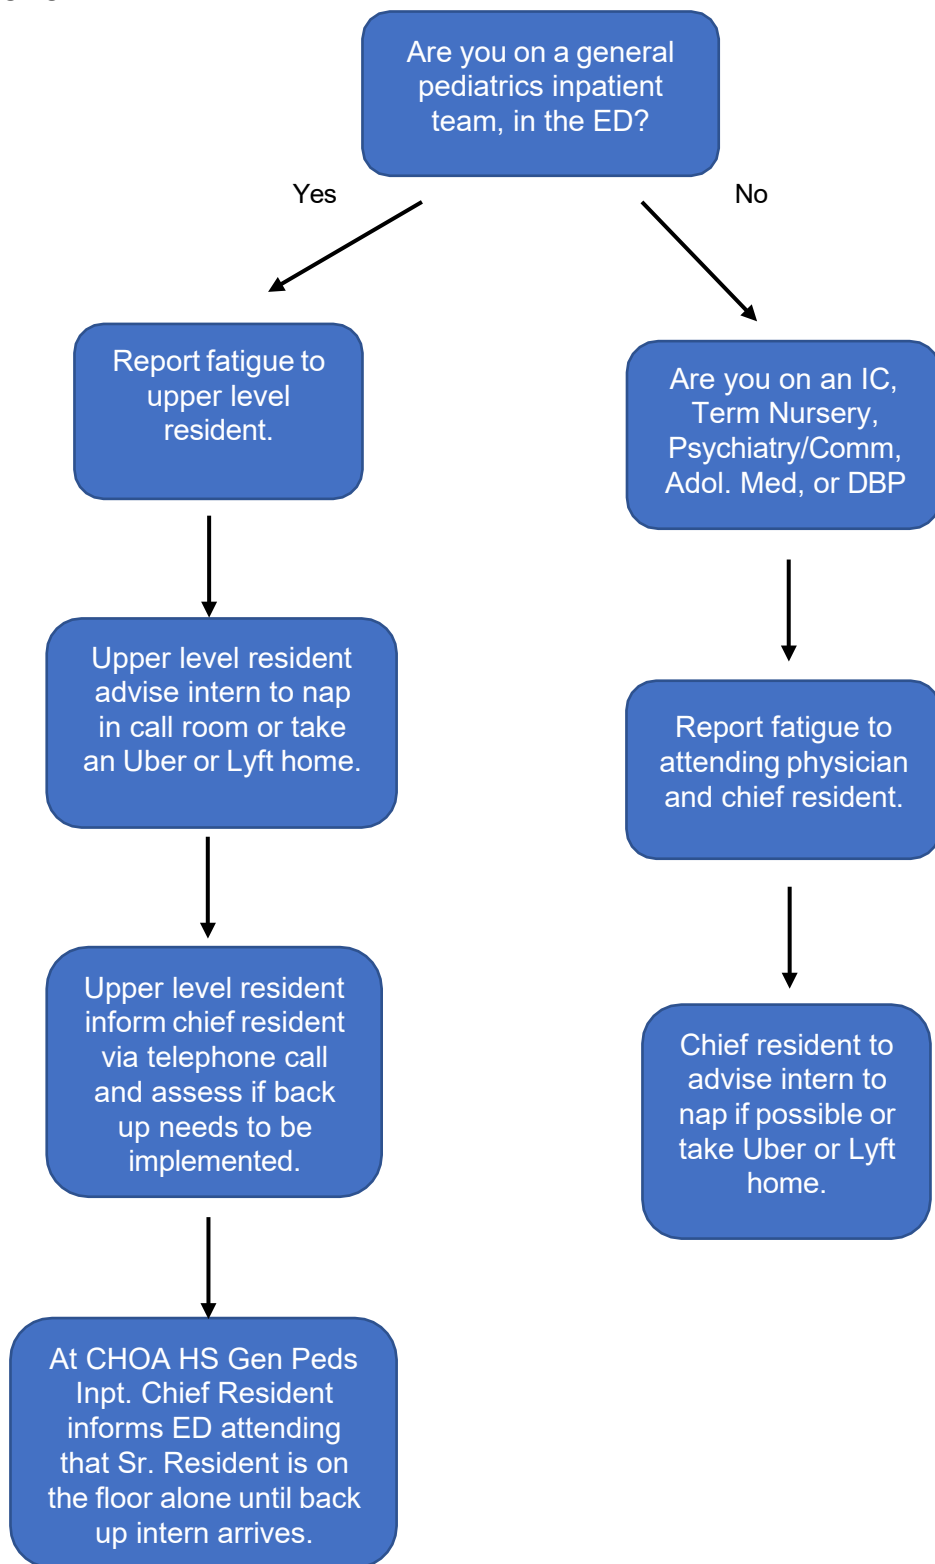 Are you on a general
pediatrics inpatient
team, in the ED?
Yes
No
Report fatigue to
upper level
resident.
Are you on an IC,
Term Nursery,
Psychiatry/Comm,
Adol. Med, or DBP
Upper level resident
advise intern to nap
in call room or take
an Uber or Lyft home.
Report fatigue to
attending physician
and chief resident.
Upper level resident
inform chief resident
via telephone call
and assess if back
up needs to be
implemented.
Chief resident to
advise intern to
nap if possible or
take Uber or Lyft
home.
At CHOA HS Gen Peds
Inpt. Chief Resident
informs ED attending
that Sr. Resident is on
the floor alone until back
up intern arrives.